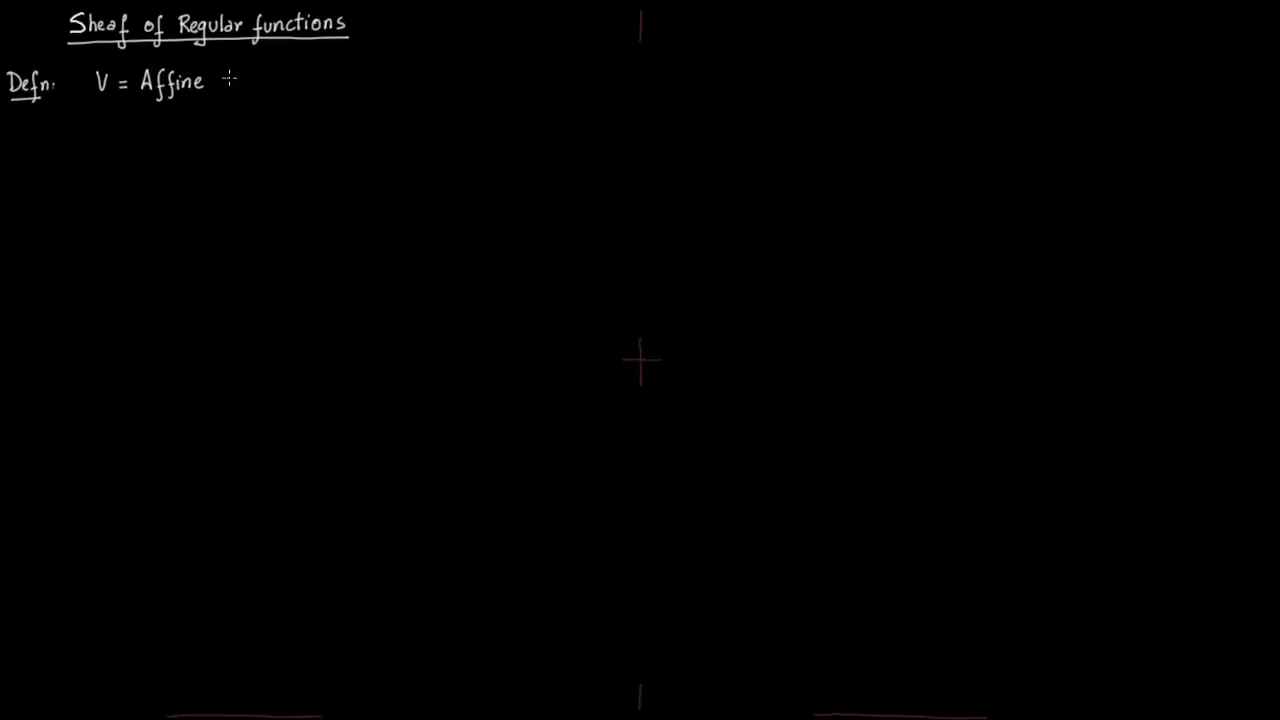 Sheaf of Regular functions
Defn: V = Affine